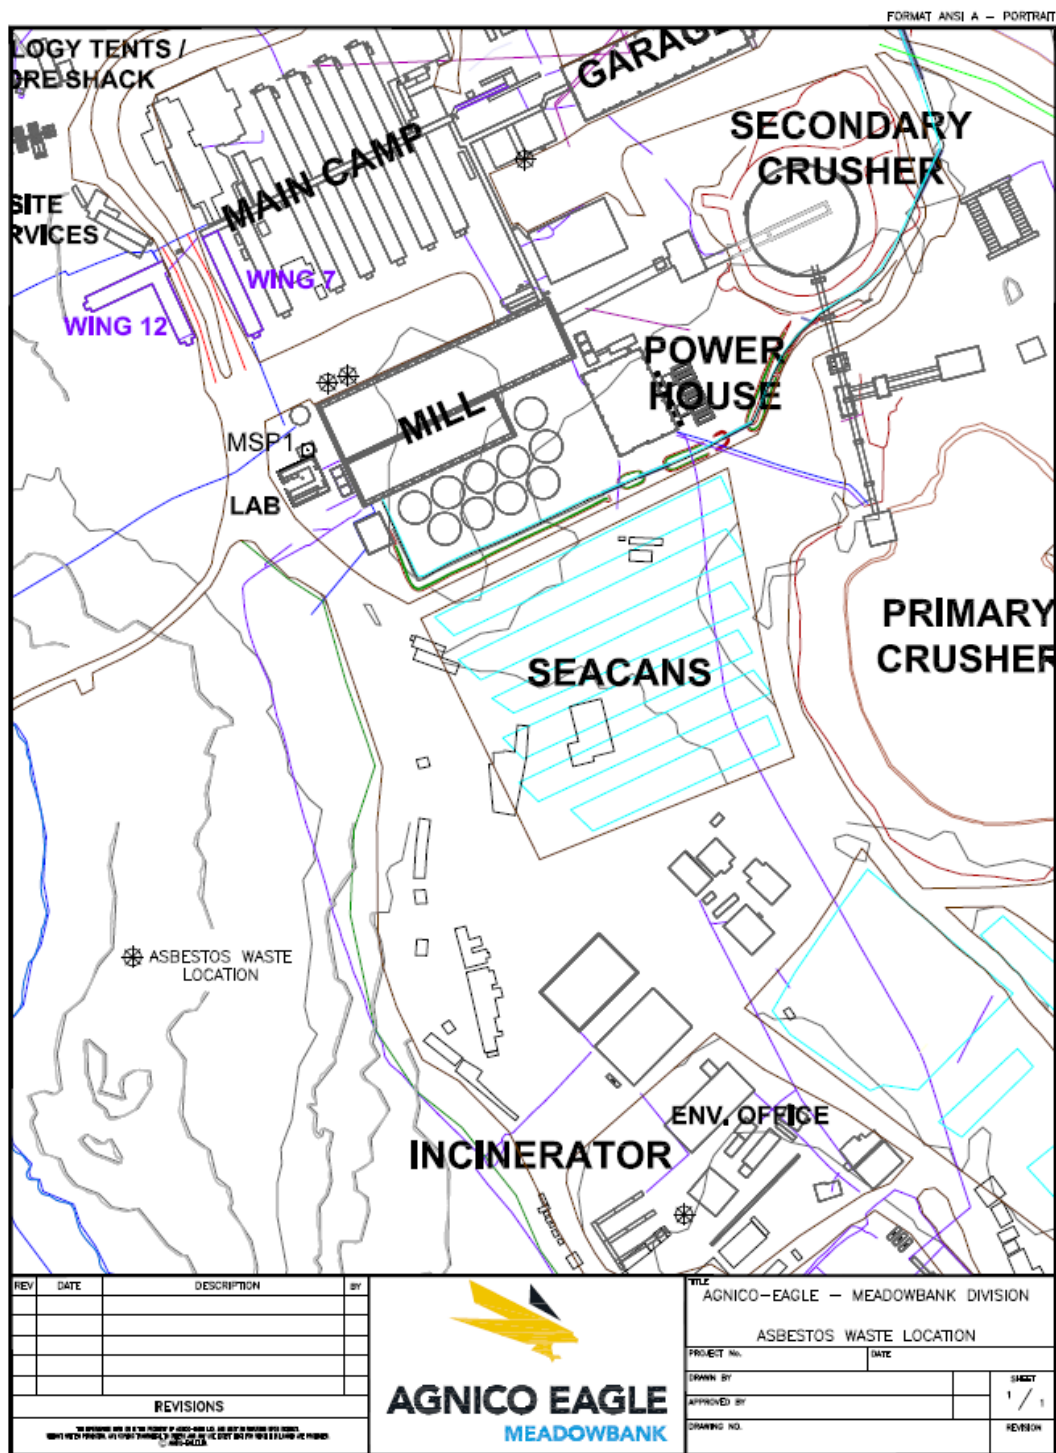 FORMAT ANSI A – PORTRAIT
LOGY TENTS /
ORE SHACK
GARAGE
SECONDARY
CRUSHER
MAIN CAMP
SITE
RVICES
WING 7
WING 12
POWER
HOUSE
MILL
MSP1
LAB
PRIMARY
CRUSHER
SEACANS
ASBESTOS WASTE
LOCATION
ENV. OFFICE
INCINERATOR
REV DATE DESCRIPTION BY
REVISIONS
AGNICO EAGLE
MEADOWBANK
TITLE
AGNICO-EAGLE – MEADOWBANK DIVISION
ASBESTOS WASTE LOCATION
PROJECT No. DATE
DRAWN BY SHEET
1 / 1
APPROVED BY
DRAWING NO. REVISION